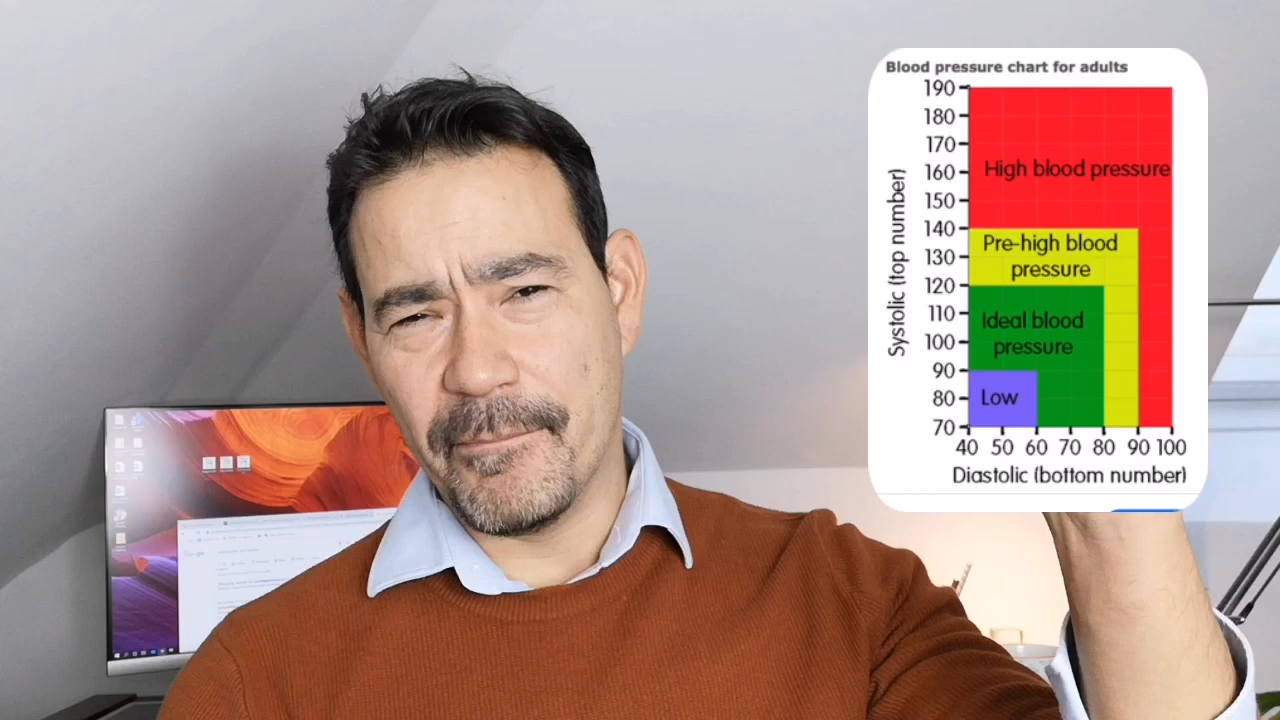 Blood pressure chart for adults
190
180
170
160
150
140
130
120
110
100
90
80
70
Systolic (top number)
High blood pressure
Pre-high blood
pressure
Ideal blood
pressure
Low
40 50 60 70 80 90 100
Diastolic (bottom number)